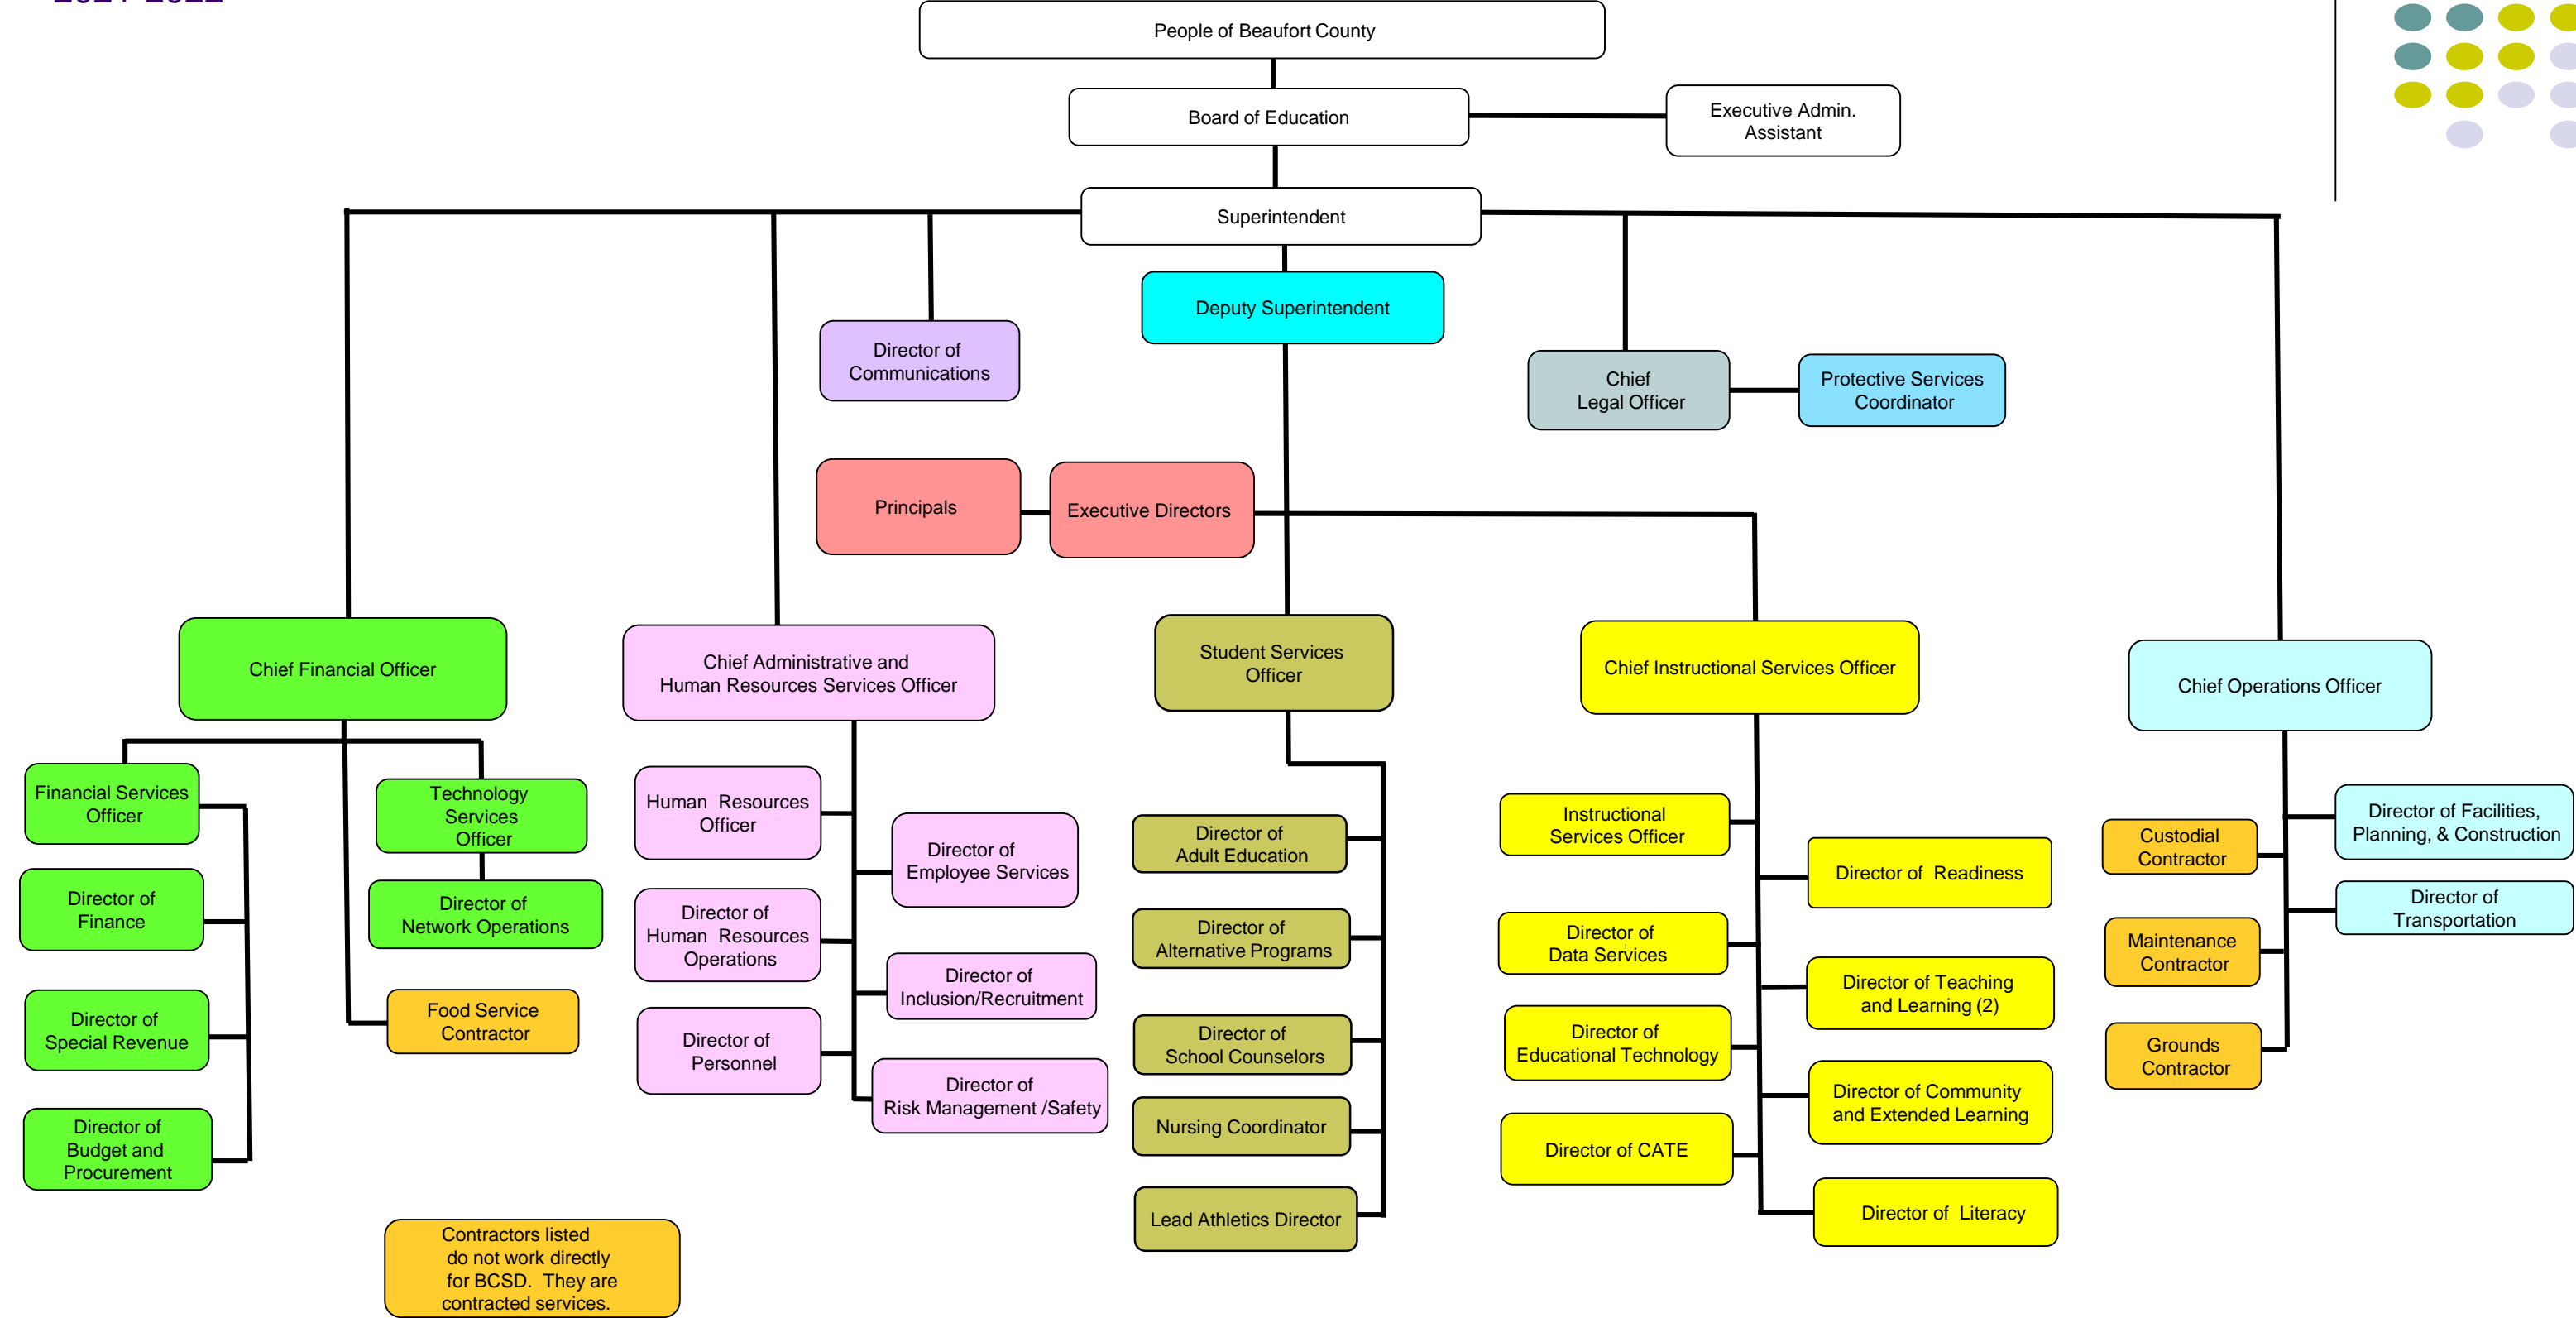 People of Beaufort County
Board of Education
Executive Admin.
Assistant
Superintendent
Deputy Superintendent
Director of
Communications
Chief
Legal Officer
Protective Services
Coordinator
Principals
Executive Directors
Chief Financial Officer
Chief Administrative and
Human Resources Services Officer
Student Services
Officer
Chief Instructional Services Officer
Chief Operations Officer
Financial Services
Officer
Technology
Services
Officer
Director of
Finance
Director of
Network Operations
Director of
Special Revenue
Food Service
Contractor
Director of
Budget and
Procurement
Human Resources
Officer
Director of
Employee Services
Director of
Human Resources
Operations
Director of
Inclusion/Recruitment
Director of
Personnel
Director of
Risk Management /Safety
Director of
Adult Education
Director of
Alternative Programs
Director of
School Counselors
Nursing Coordinator
Lead Athletics Director
Instructional
Services Officer
Director of Readiness
Director of
Data Services
Director of Teaching
and Learning (2)
Director of
Educational Technology
Director of Community
and Extended Learning
Director of CATE
Director of Literacy
Director of Facilities,
Planning, & Construction
Custodial
Contractor
Director of
Transportation
Maintenance
Contractor
Grounds
Contractor
Contractors listed
do not work directly
for BCSD. They are
contracted services.